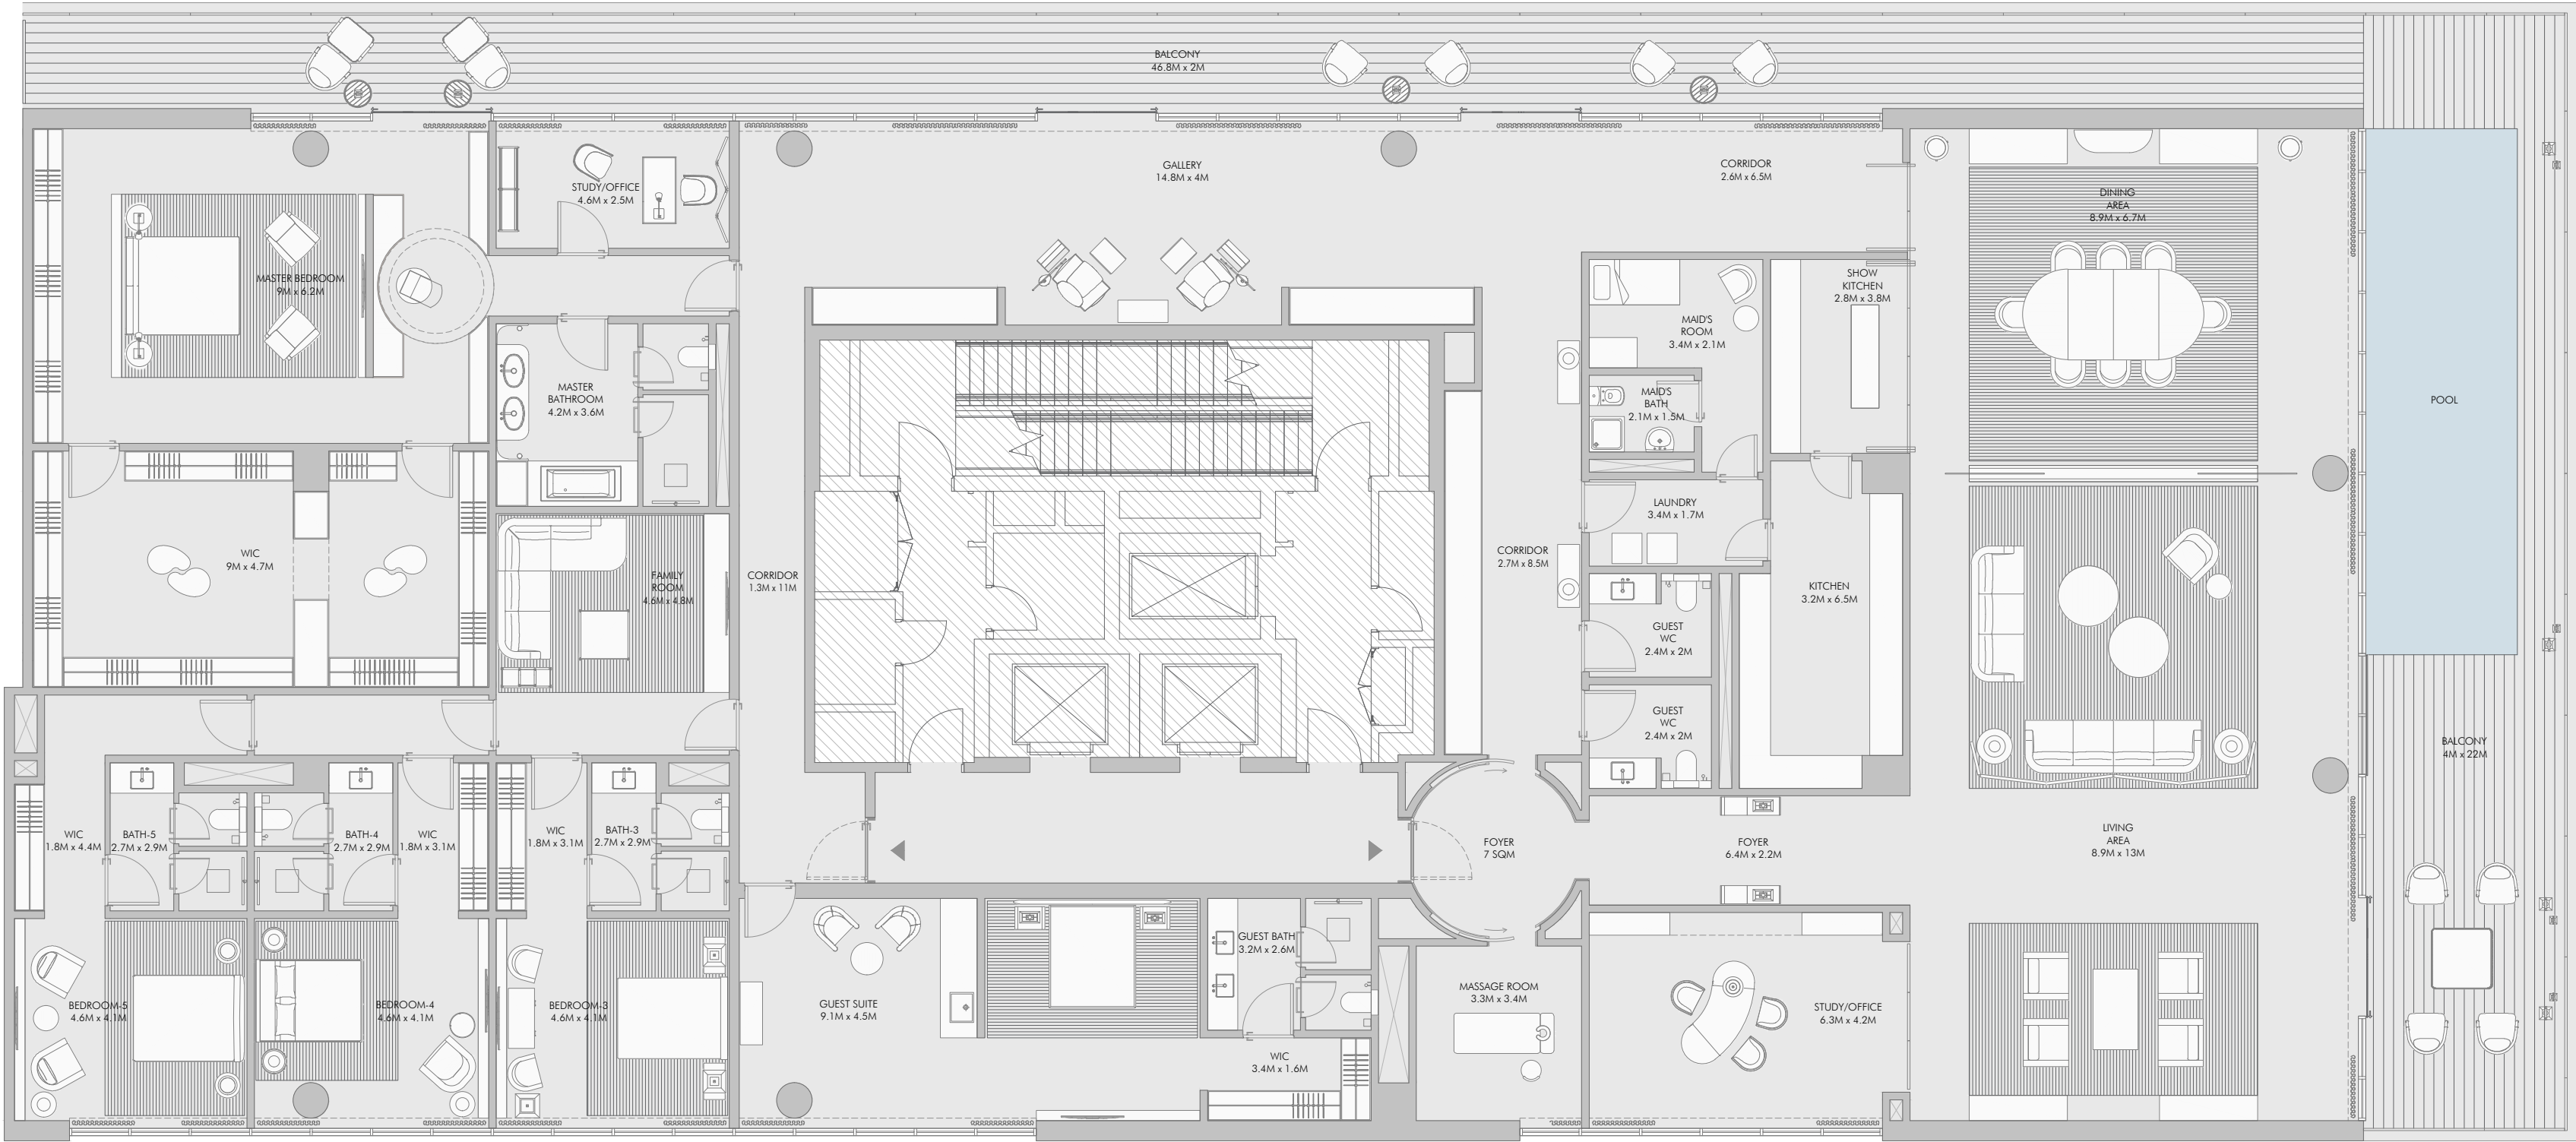 BALCONY
46.8M x 2M
GALLERY
14.8M x 4M
CORRIDOR
2.6M x 6.5M
STUDY/OFFICE
4.6M x 2.5M
DINING
AREA
8.9M x 6.7M
MASTER BEDROOM
9M x 6.2M
SHOW
KITCHEN
2.8M x 3.8M
MAID'S
ROOM
3.4M x 2.1M
MASTER
BATHROOM
4.2M x 3.6M
MAID'S
BATH
2.1M x 1.5M
POOL
LAUNDRY
3.4M x 1.7M
WIC
9M x 4.7M
FAMILY
ROOM
4.6M x 4.8M
CORRIDOR
1.3M x 11M
CORRIDOR
2.7M x 8.5M
KITCHEN
3.2M x 6.5M
GUEST
WC
2.4M x 2M
GUEST
WC
2.4M x 2M
BALCONY
4M x 22M
WIC
1.8M x 4.4M
BATH-5
2.7M x 2.9M
BATH-4
2.7M x 2.9M
WIC
1.8M x 3.1M
WIC
1.8M x 3.1M
BATH-3
2.7M x 2.9M
FOYER
7 SQM
FOYER
6.4M x 2.2M
LIVING
AREA
8.9M x 13M
GUEST BATH
3.2M x 2.6M
BEDROOM-5
4.6M x 4.1M
BEDROOM-4
4.6M x 4.1M
BEDROOM-3
4.6M x 4.1M
GUEST SUITE
9.1M x 4.5M
MASSAGE ROOM
3.3M x 3.4M
STUDY/OFFICE
6.3M x 4.2M
WIC
3.4M x 1.6M